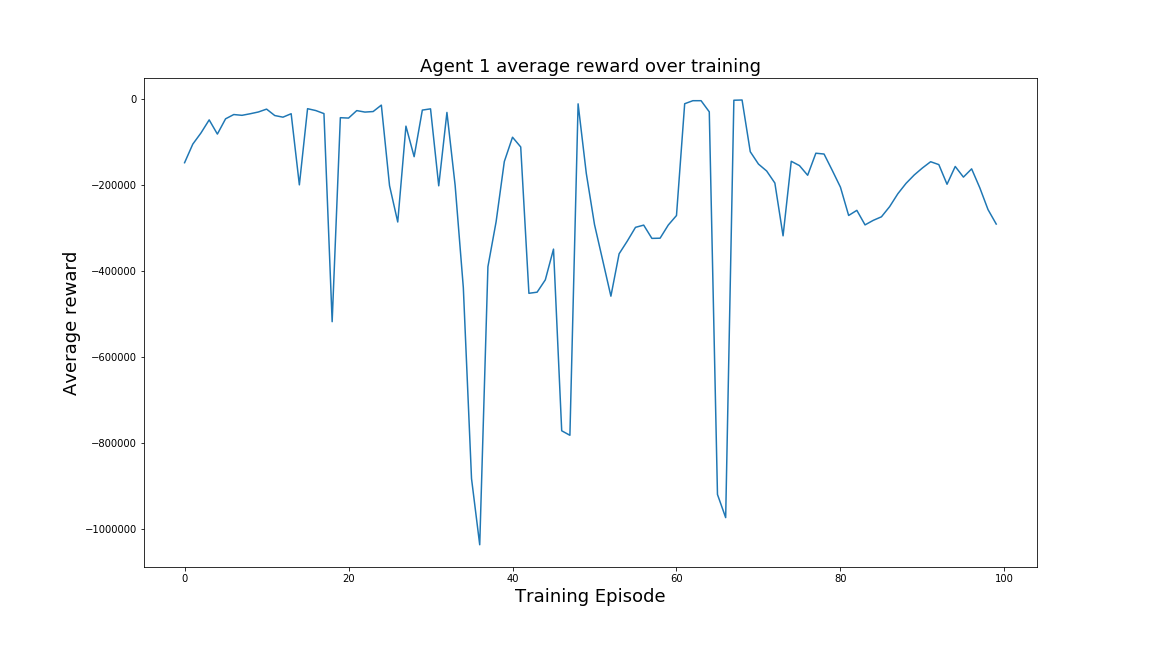 Agent 1 average reward over training
0
−200000
−400000
−600000
−800000
−1000000
Average reward
0 20 40 60 80 100
Training Episode